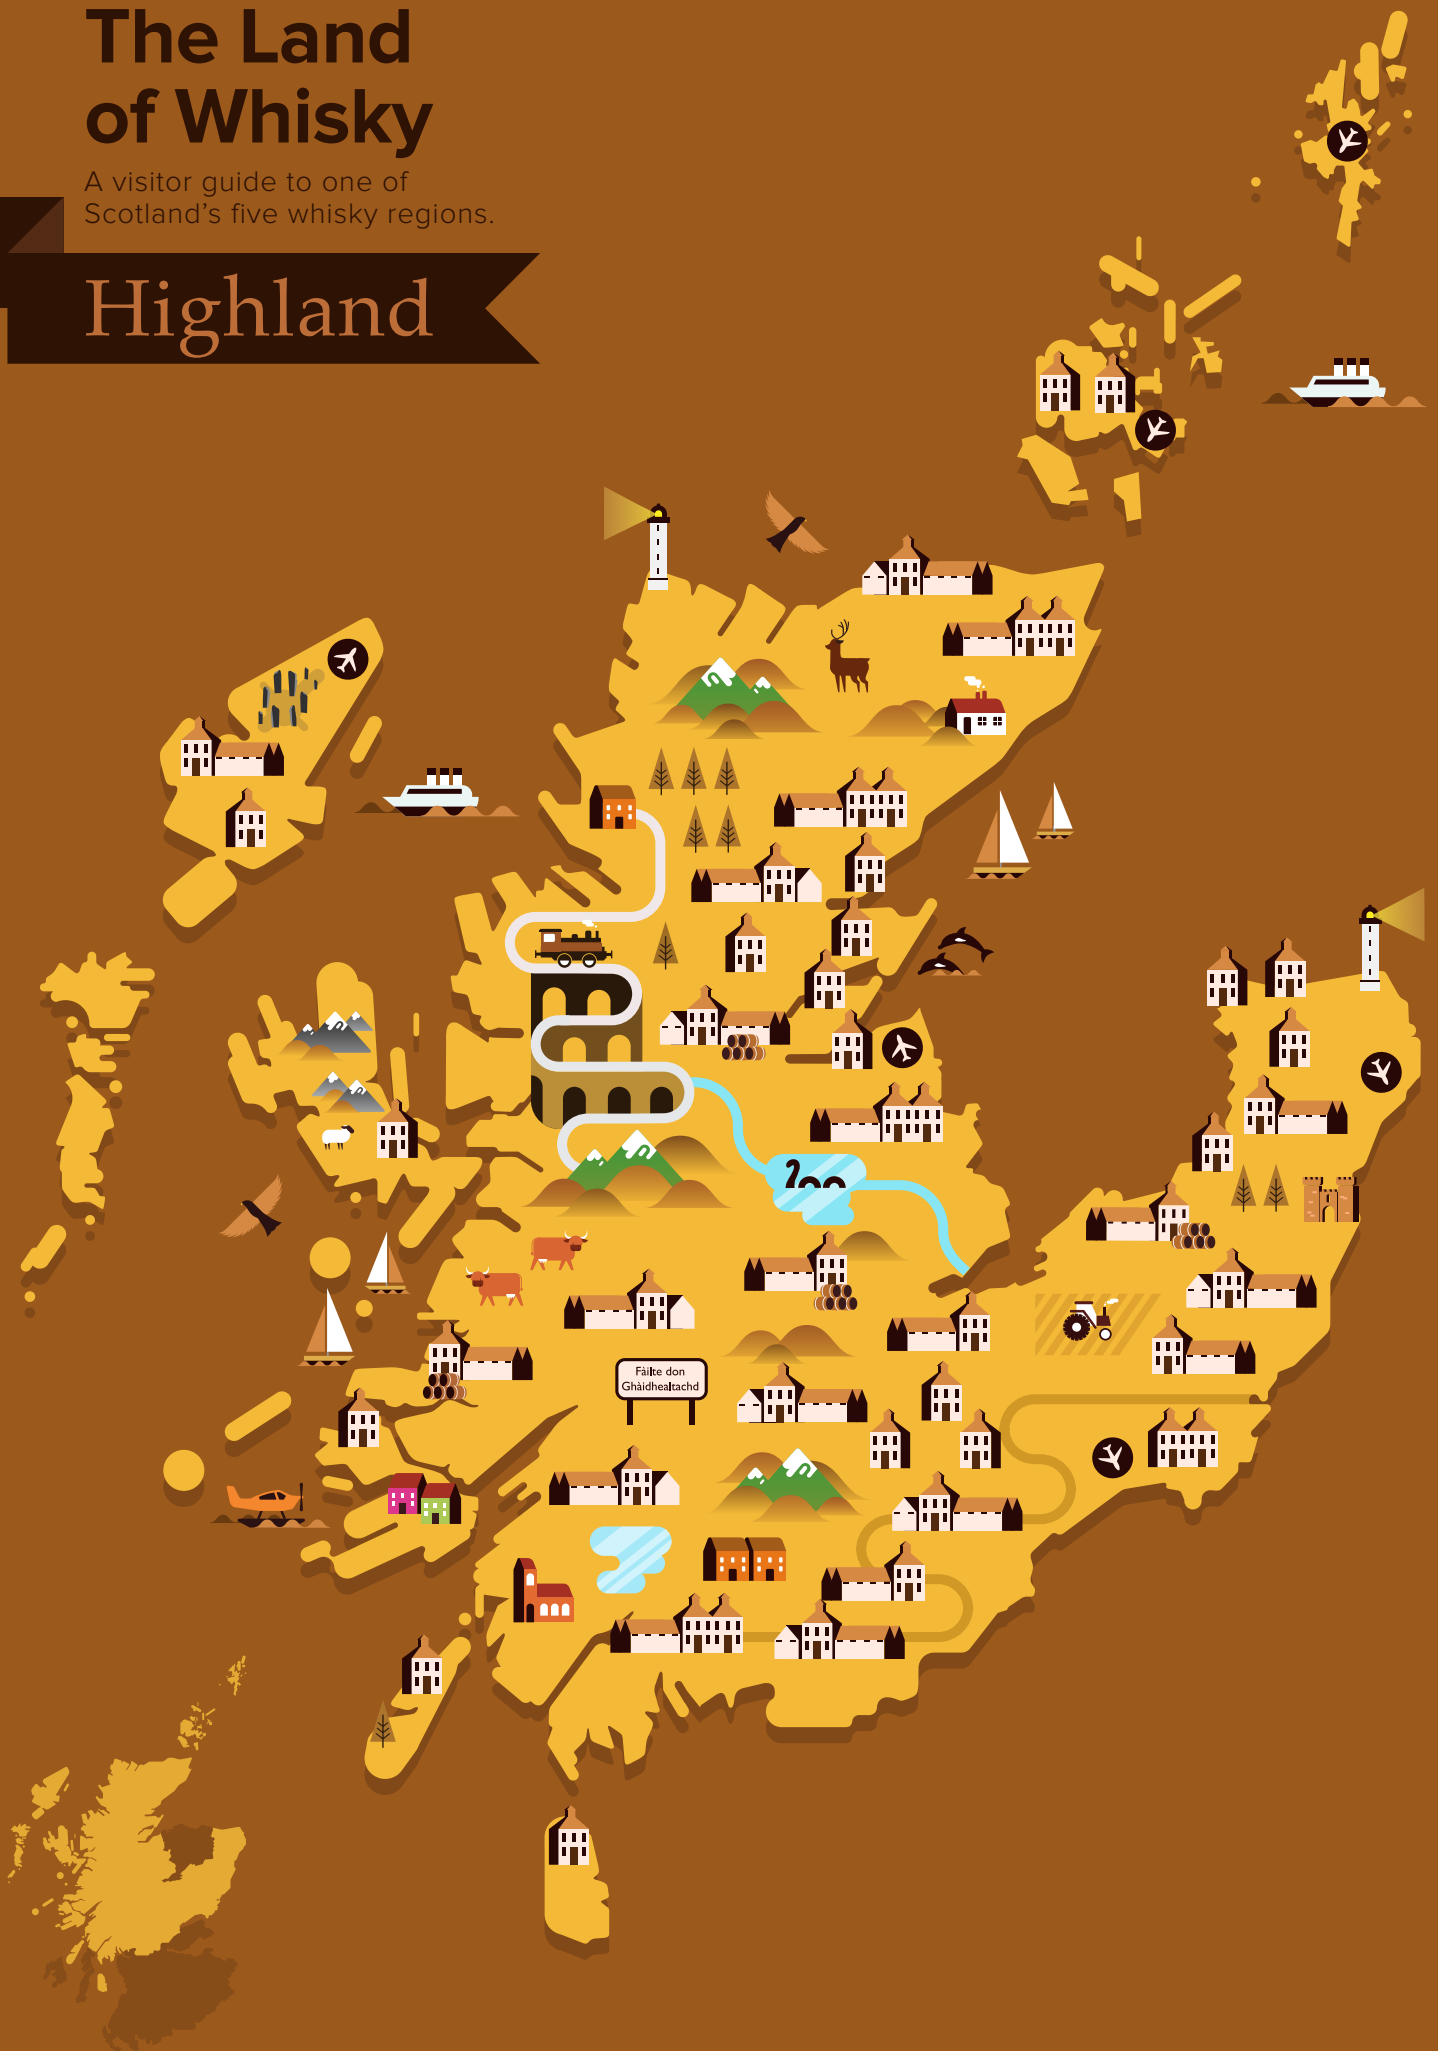 The Land
of Whisky
A visitor guide to one of
Scotland’s five whisky regions.
Highland
Fàilte don
Ghàidhealtachd